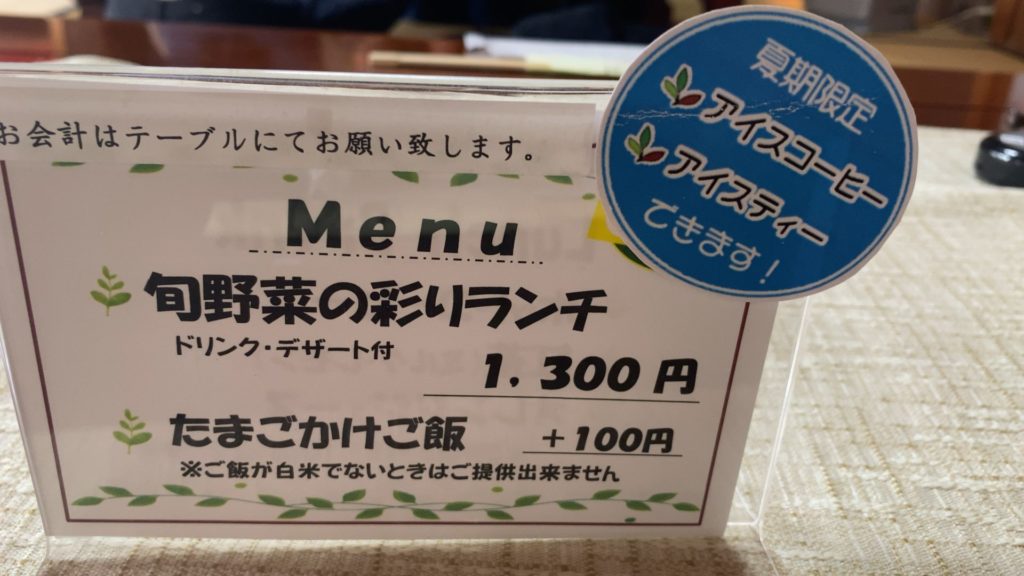 お会計はテーブルにてお願い致します。
夏期限定
アイスコーヒー
アイスティー
できます!
Menu
旬野菜の彩りランチ
ドリンク・デザート付
1,300円
たまごかけご飯 +100円
※ご飯が白米でないときはご提供出来ません